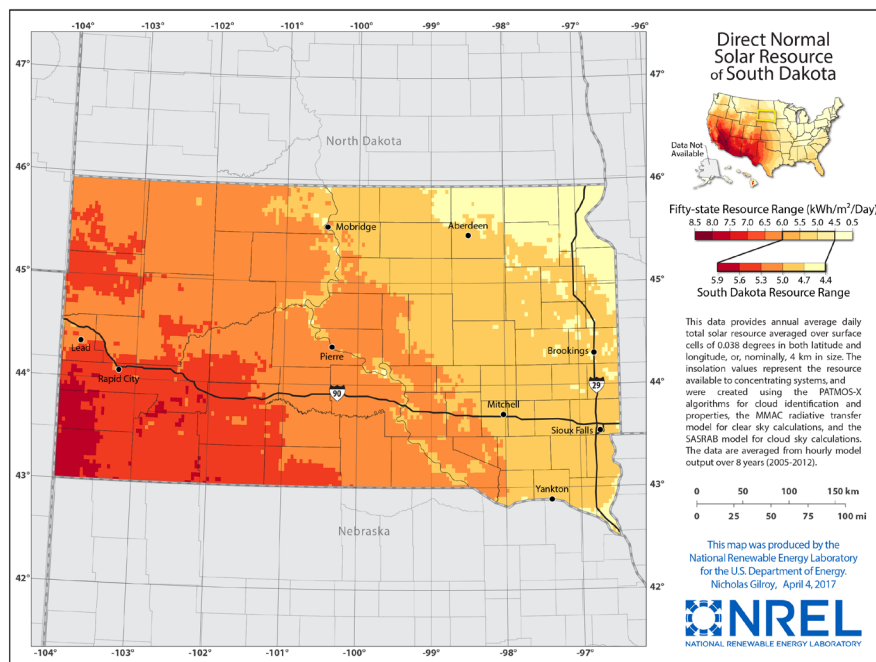 -104° -103° -102° -101° -100° -99° -98° -97° -96°
47° 47°
46° 46°
45° 45°
44° 44°
43° 43°
42° 42°
-104° -103° -102° -101° -100° -99° -98° -97°
North Dakota
Mobridge
Aberdeen
Lead
Rapid City
Pierre
Brookings
90
29
Mitchell
Sioux Falls
Yankton
Nebraska
Direct Normal
Solar Resource
of South Dakota
Data Not
Available
Fifty-state Resource Range (kWh/m²/Day)
8.5 8.0 7.5 7.0 6.5 6.0 5.5 5.0 4.5 0.5
5.9 5.6 5.3 5.0 4.7 4.4
South Dakota Resource Range
This data provides annual average daily
total solar resource averaged over surface
cells of 0.038 degrees in both latitude and
longitude, or, nominally, 4 km in size. The
insolation values represent the resource
available to concentrating systems, and
were created using the PATMOS-X
algorithms for cloud identification and
properties, the MMAC radiative transfer
model for clear sky calculations, and the
SASRAB model for cloud sky calculations.
The data are averaged from hourly model
output over 8 years (2005-2012).
0 50 100 150 km
0 25 50 75 100 mi
This map was produced by the
National Renewable Energy Laboratory
for the U.S. Department of Energy.
Nicholas Gilroy, April 4, 2017
NREL
NATIONAL RENEWABLE ENERGY LABORATORY